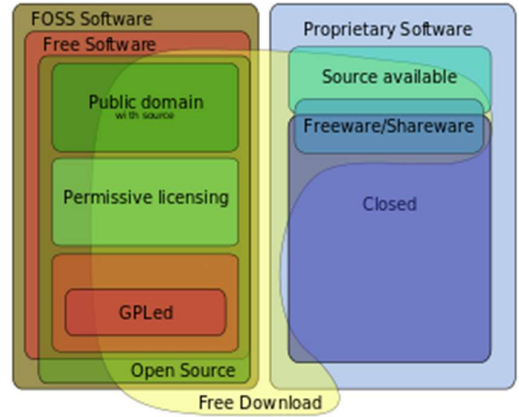 FOSS Software
Free Software
Public domain
with source
Permissive licensing
GPLed
Open Source
Free Download
Proprietary Software
Source available
Freeware/Shareware
Closed